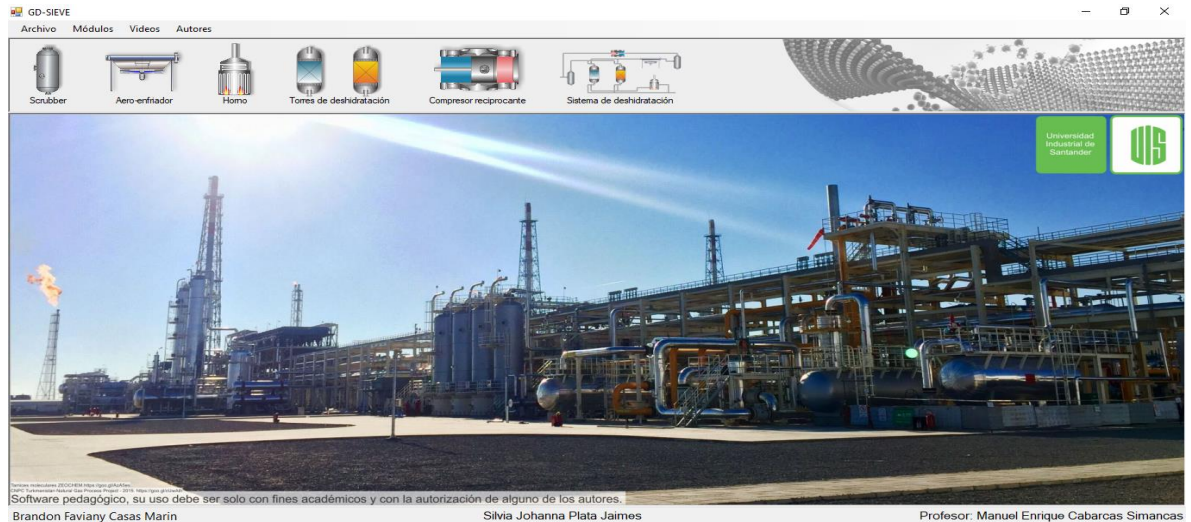 GD-SIEVE
Archivo Módulos Videos Autores
Scrubber Aero-enfriador Horno Torres de deshidratación Compresor reciprocante Sistema de deshidratación
Universidad
Industrial de
Santander
UIS
Software pedagógico, su uso debe ser solo con fines académicos y con la autorización de alguno de los autores.
Brandon Faviany Casas Marin Silvia Johanna Plata Jaimes Profesor: Manuel Enrique Cabarcas Simancas